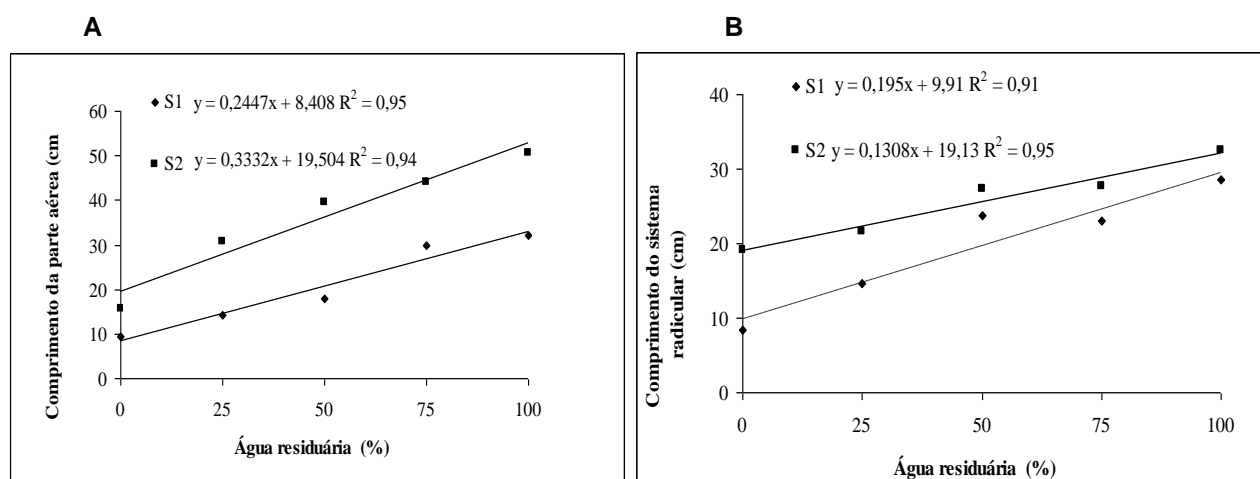 A
S1 y = 0,2447x + 8,408 R² = 0,95
S2 y = 0,3332x + 19,504 R² = 0,94
Comprimento da parte aérea (cm
60
50
40
30
20
10
0
0 25 50 75 100
Água residuária (%)
B
S1 y = 0,195x + 9,91 R² = 0,91
S2 y = 0,1308x + 19,13 R² = 0,95
Comprimento do sistema
radicular (cm)
40
30
20
10
0
0 25 50 75 100
Água residuária (%)